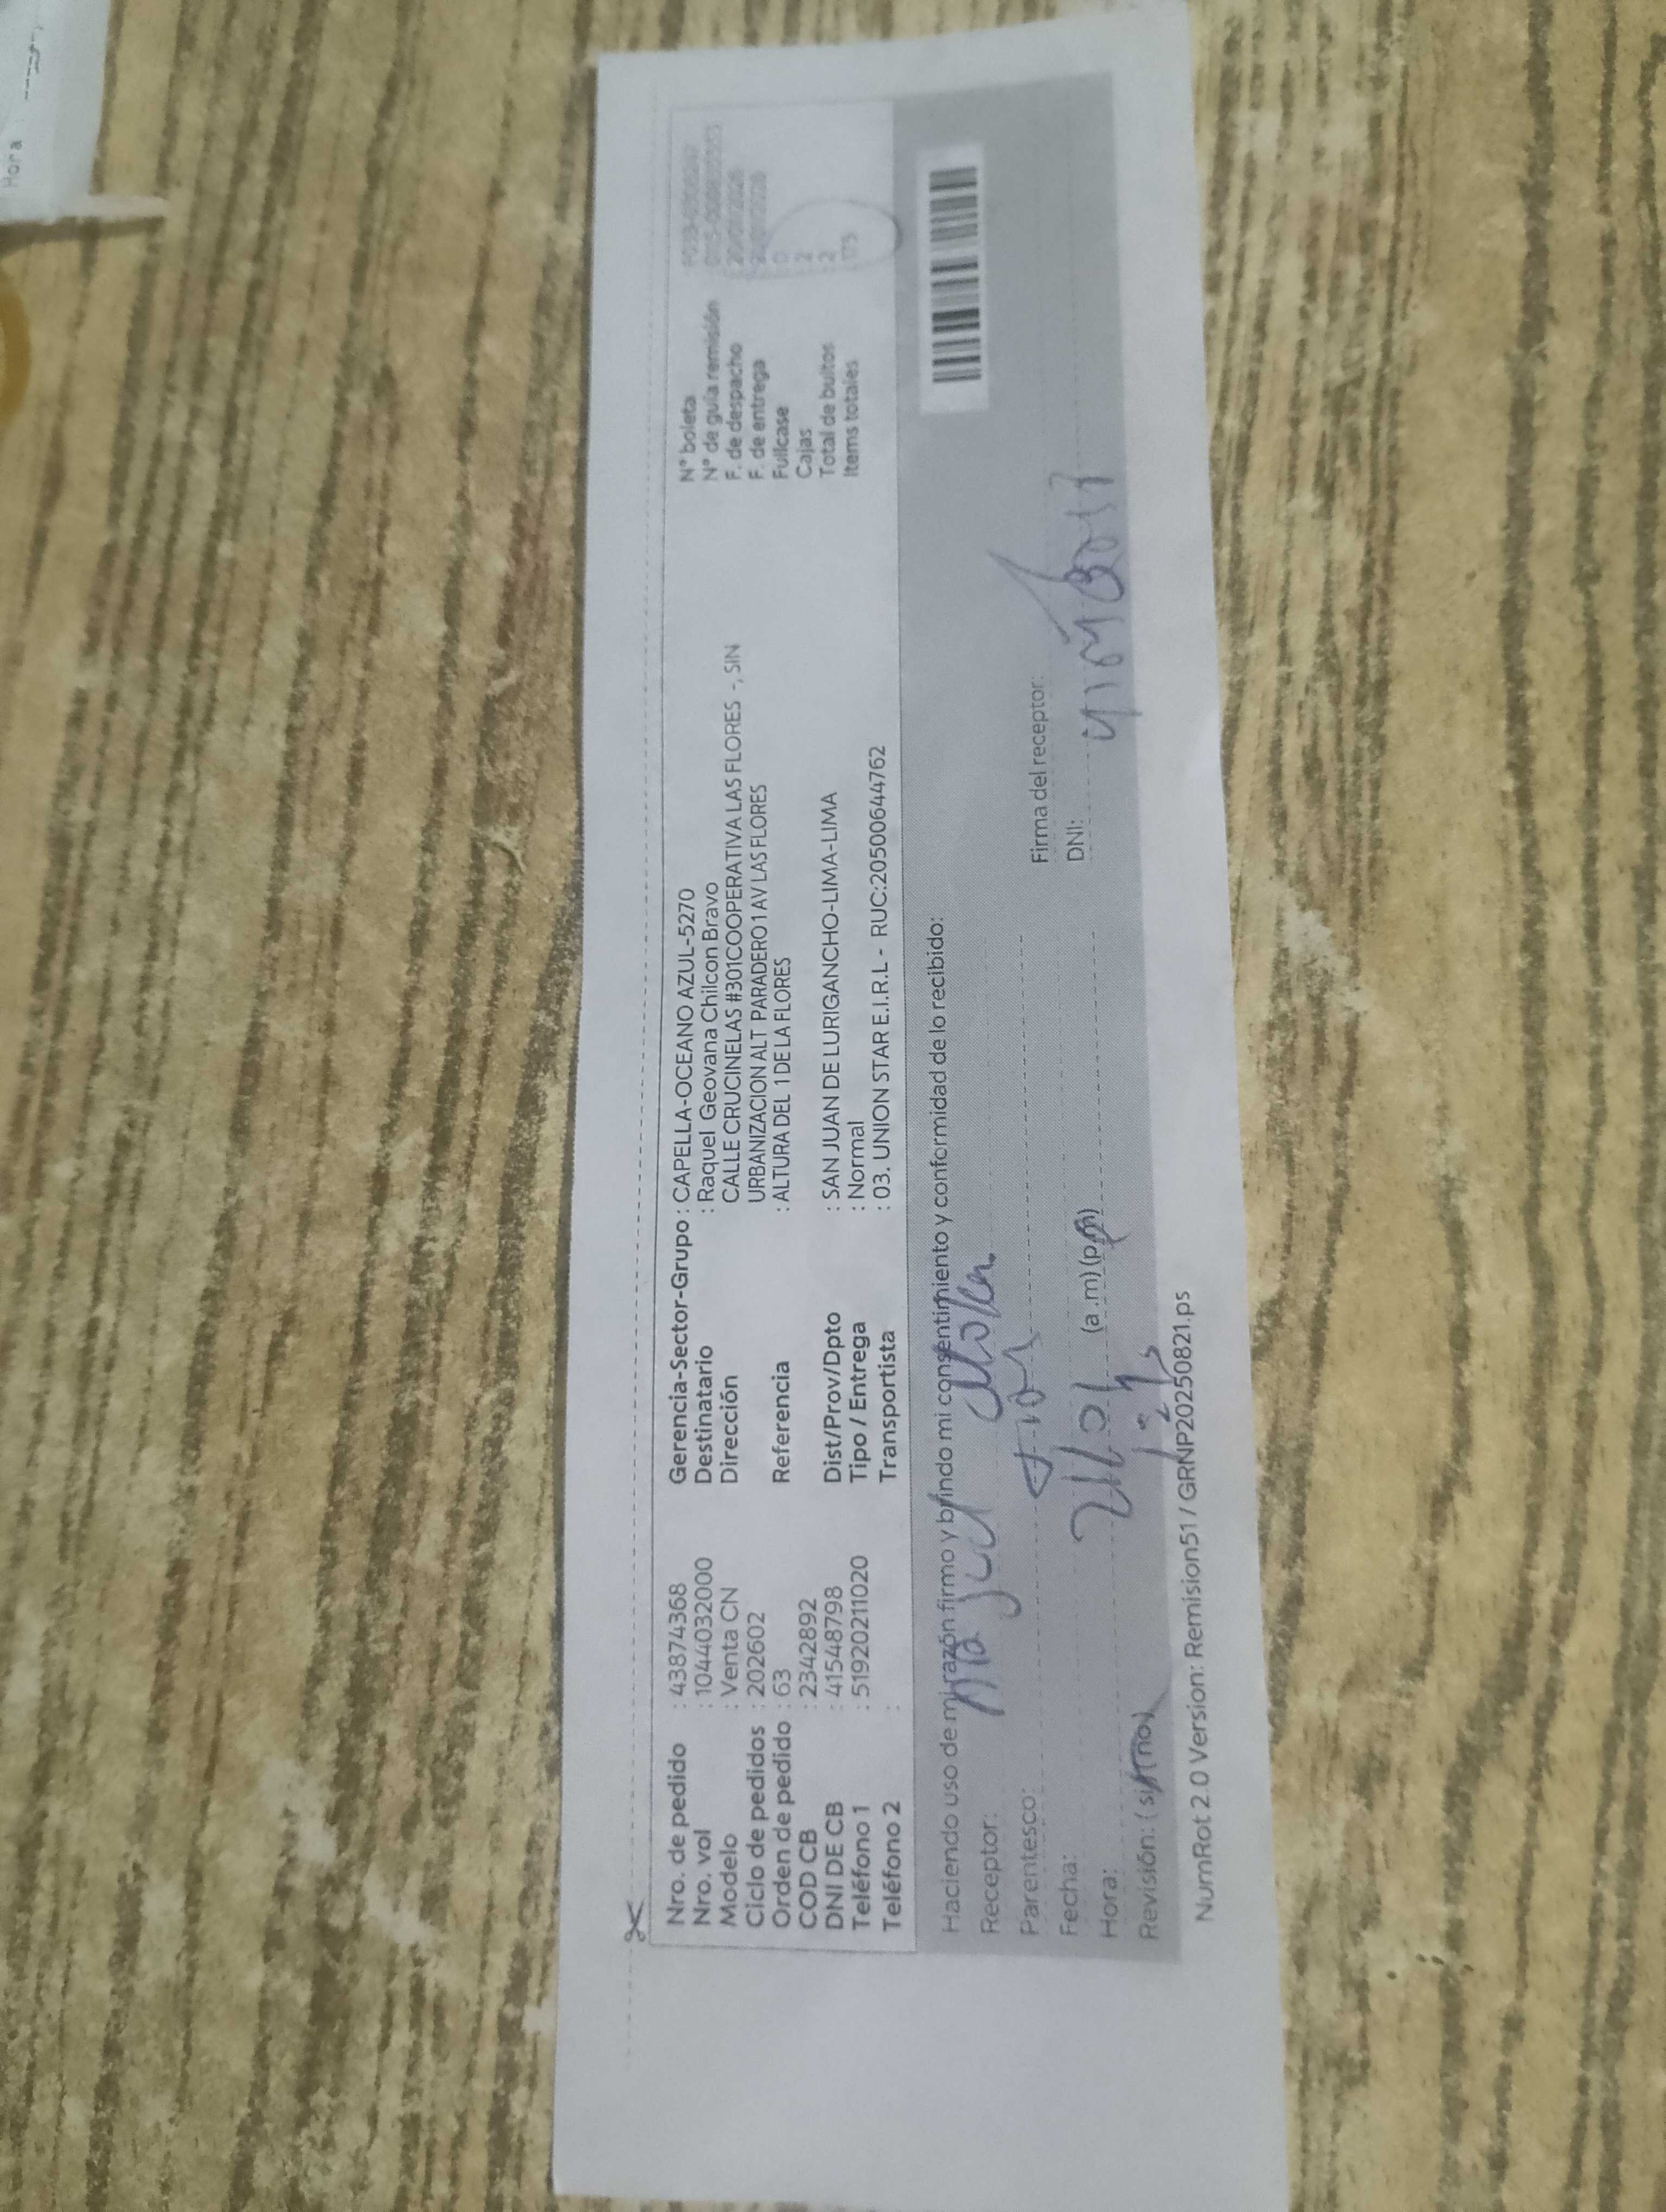 Hora
Nro. de pedido : 43874368
Nro. vol : 1044032000
Modelo : Venta CN
Ciclo de pedidos : 202602
Orden de pedido : 63
COD CB : 2342892
DNI DE CB : 41548798
Teléfono 1 : 51920211020
Teléfono 2 :
Gerencia-Sector-Grupo : CAPELLA-OCEANO AZUL-5270
Destinatario : Raquel Geovana Chilcon Bravo
Dirección CALLE CRUCINELAS #301COOPERATIVA LAS FLORES -, SIN
URBANIZACION ALT PARADERO 1 AV LAS FLORES
Referencia : ALTURA DEL 1 DE LA FLORES
Dist/Prov/Dpto : SAN JUAN DE LURIGANCHO-LIMA-LIMA
Tipo / Entrega : Normal
Transportista : 03. UNION STAR E.I.R.L - RUC:20500644762
N° boleta
N° de guía remisión
F. de despacho
F. de entrega
Fullcase : 0
Cajas : 2
Total de bultos : 2
Items totales : 173
Haciendo uso de mi razón firmo y brindo mi consentimiento y conformidad de lo recibido:
Receptor:
Parentesco:
Fecha:
Hora: (a.m)(p.m)
Revisión: (si)(no)
Firma del receptor:
DNI:
NumRot 2.0 Version: Remision51 / GRNP20250821.ps